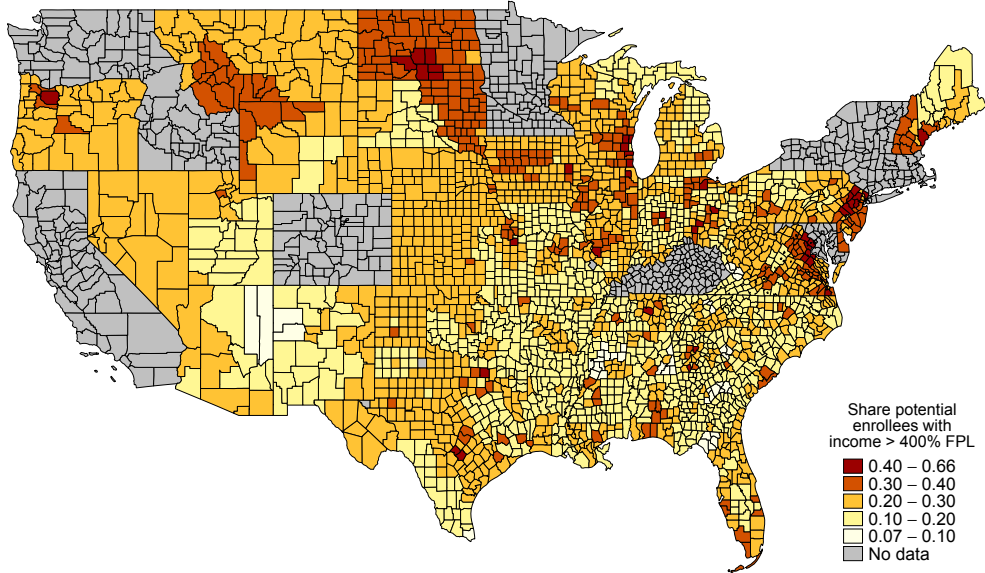 Share potential
enrollees with
income > 400% FPL
0.40 – 0.66
0.30 – 0.40
0.20 – 0.30
0.10 – 0.20
0.07 – 0.10
No data